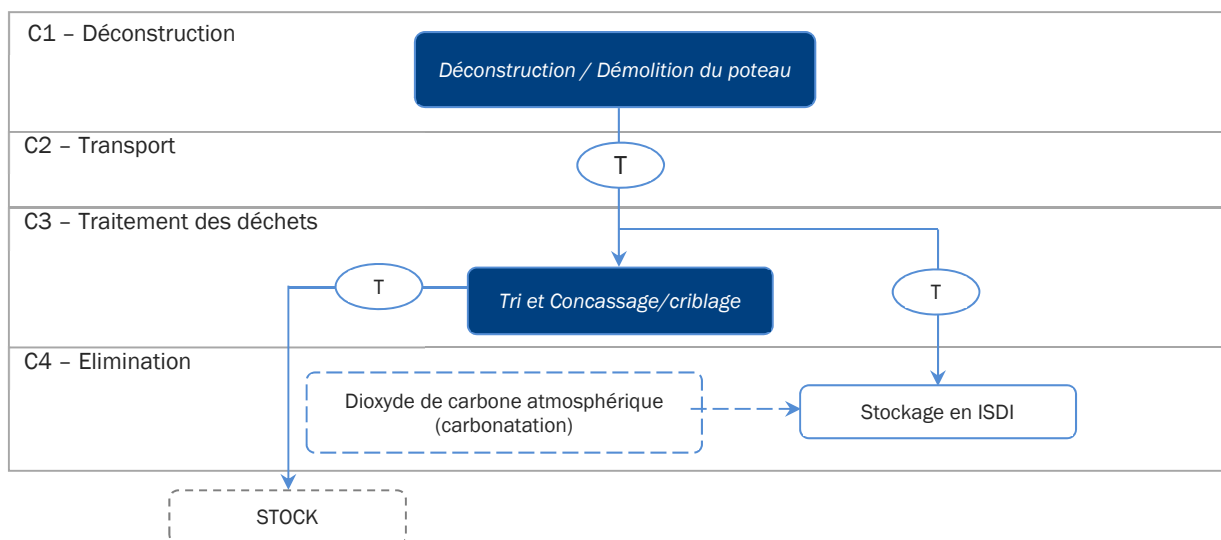 C1 – Déconstruction
Déconstruction / Démolition du poteau
C2 – Transport
T
C3 – Traitement des déchets
T
Tri et Concassage/criblage
T
C4 – Elimination
Dioxyde de carbone atmosphérique
(carbonatation)
Stockage en ISDI
STOCK